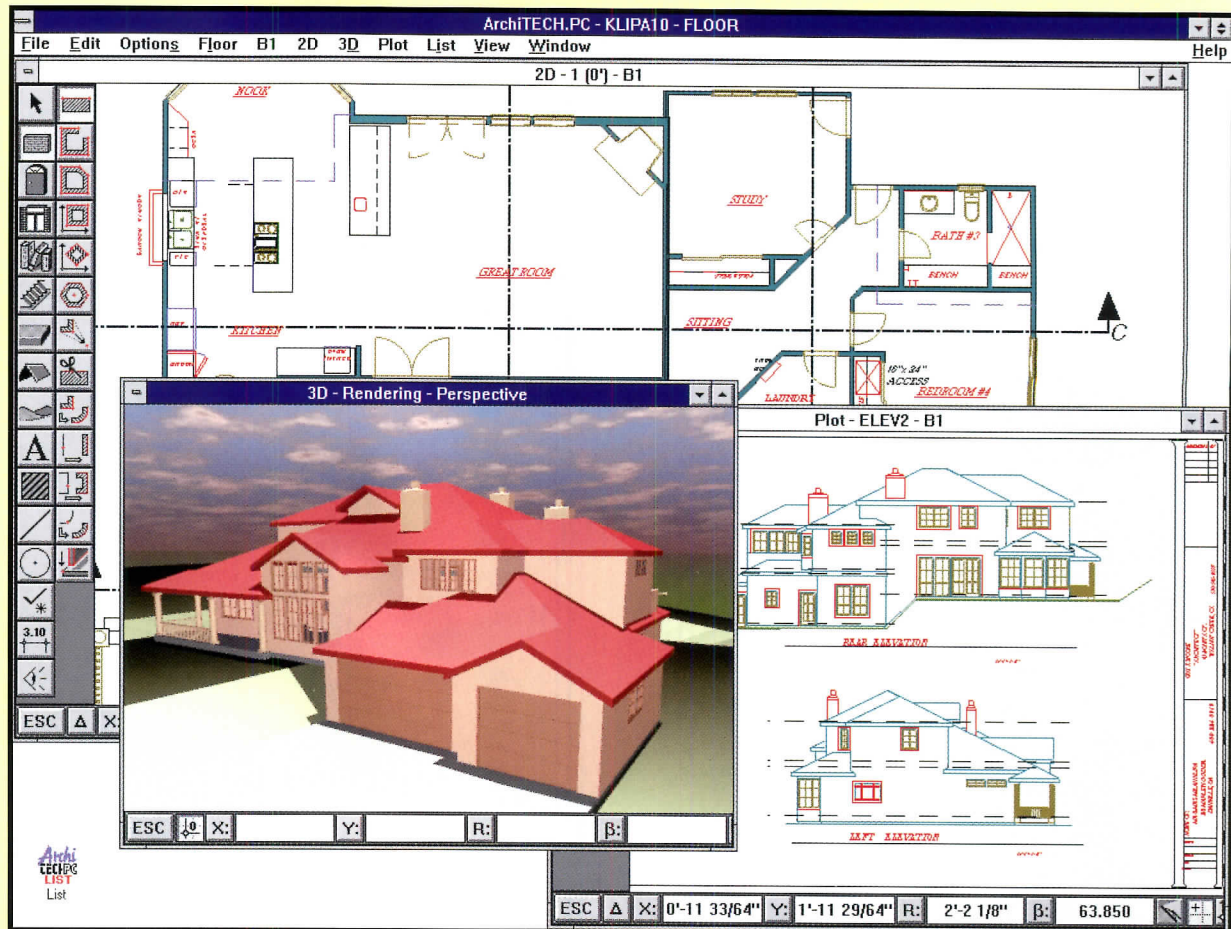 ArchiTECH.PC - KLIPA10 - FLOOR
File Edit Options Floor B1 2D 3D Plot List View Window Help
2D - 1 (0') - B1
NOOK
STUDY
BATH #3
BENCH BENCH
GREAT ROOM
SITTING
KITCHEN
C
16"x 24"
ACCESS
LAUNDRY
BEDROOM #4
3D - Rendering - Perspective
Plot - ELEV2 - B1
A
REAR ELEVATION
3.10
LEFT ELEVATION
ESC Δ X:
ESC X: Y: R: β:
Archi
TECH.PC
LIST
List
ESC Δ X: 0'-11 33/64" Y: 1'-11 29/64" R: 2'-2 1/8" β: 63.850